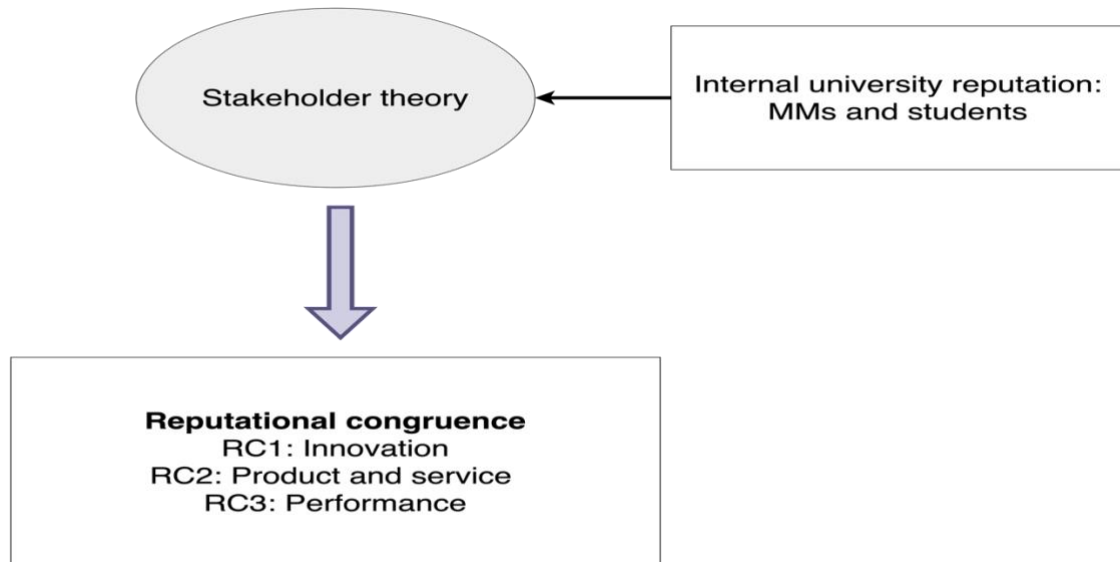 Stakeholder theory
Internal university reputation:
MMs and students
Reputational congruence
RC1: Innovation
RC2: Product and service
RC3: Performance